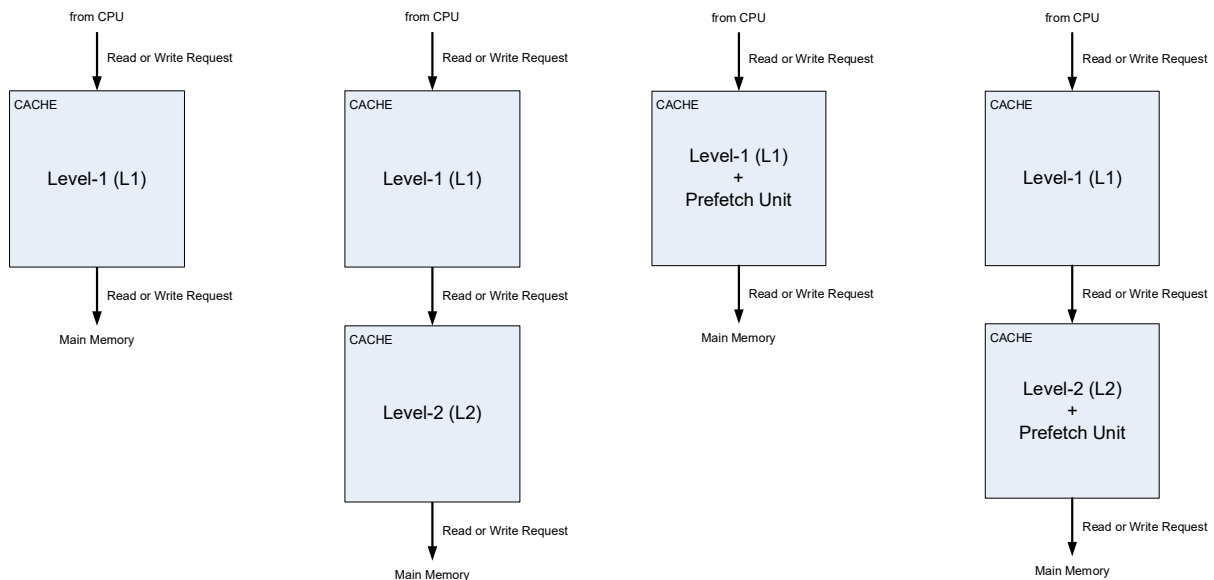 from CPU
Read or Write Request
CACHE
Level-1 (L1)
Read or Write Request
Main Memory
from CPU
Read or Write Request
CACHE
Level-1 (L1)
Read or Write Request
CACHE
Level-2 (L2)
Read or Write Request
Main Memory
from CPU
Read or Write Request
CACHE
Level-1 (L1)
+
Prefetch Unit
Read or Write Request
Main Memory
from CPU
Read or Write Request
CACHE
Level-1 (L1)
Read or Write Request
CACHE
Level-2 (L2)
+
Prefetch Unit
Read or Write Request
Main Memory